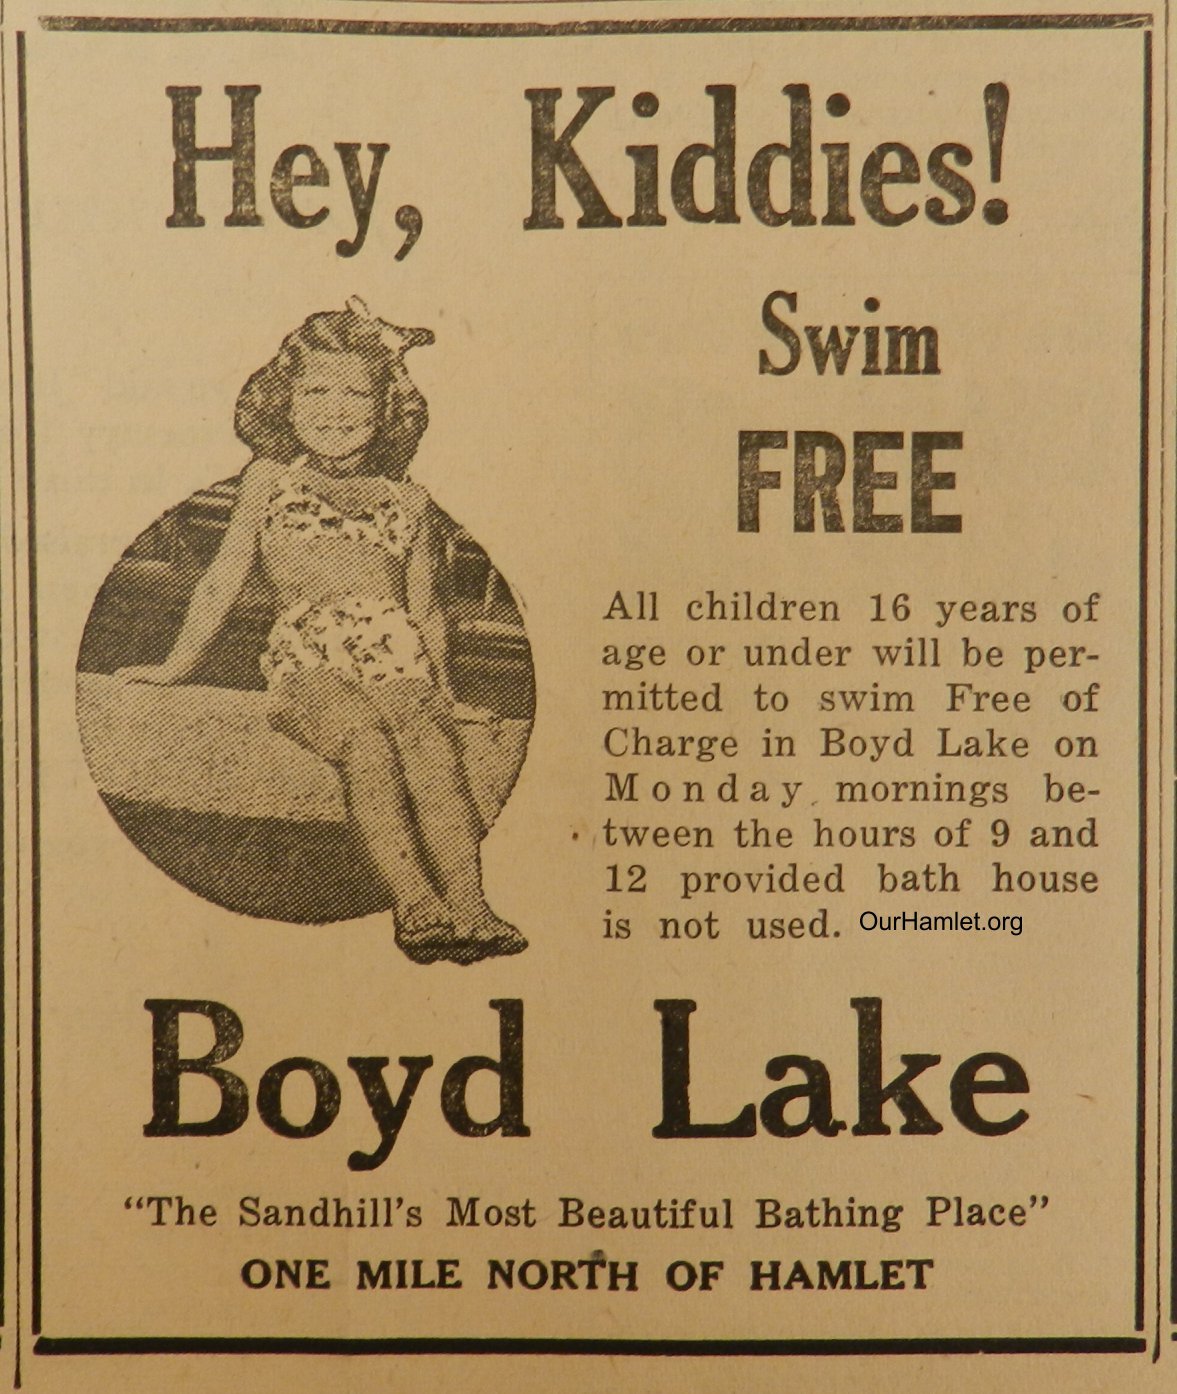 Hey, Kiddies!
Swim
FREE
All children 16 years of
age or under will be per-
mitted to swim Free of
Charge in Boyd Lake on
Monday mornings be-
tween the hours of 9 and
12 provided bath house
is not used. OurHamlet.org
Boyd Lake
“The Sandhill's Most Beautiful Bathing Place”
ONE MILE NORTH OF HAMLET